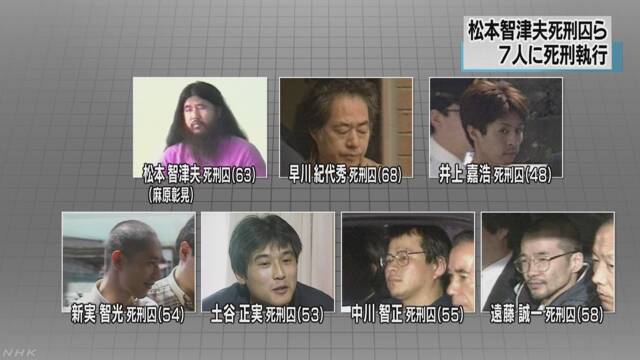 松本智津夫死刑囚ら
7人に死刑執行
松本 智津夫 死刑囚(63)
(麻原彰晃)
早川 紀代秀 死刑囚(68)
井上 嘉浩 死刑囚(48)
新実 智光 死刑囚(54)
土谷 正実 死刑囚(53)
中川 智正 死刑囚(55)
遠藤 誠一 死刑囚(58)
NHK